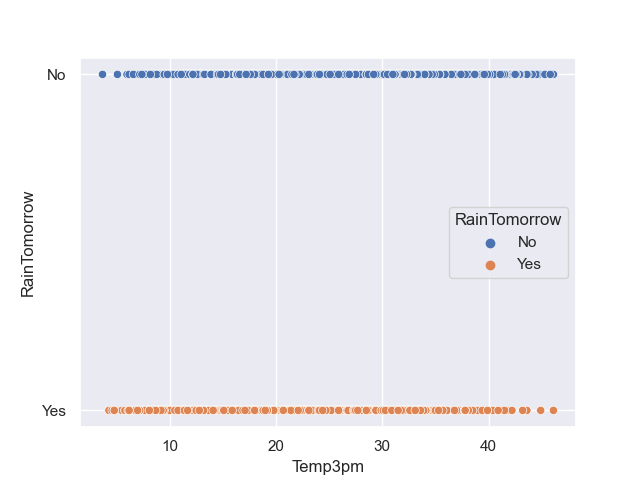 No
Yes
RainTomorrow
RainTomorrow
No
Yes
10
20
30
40
Temp3pm